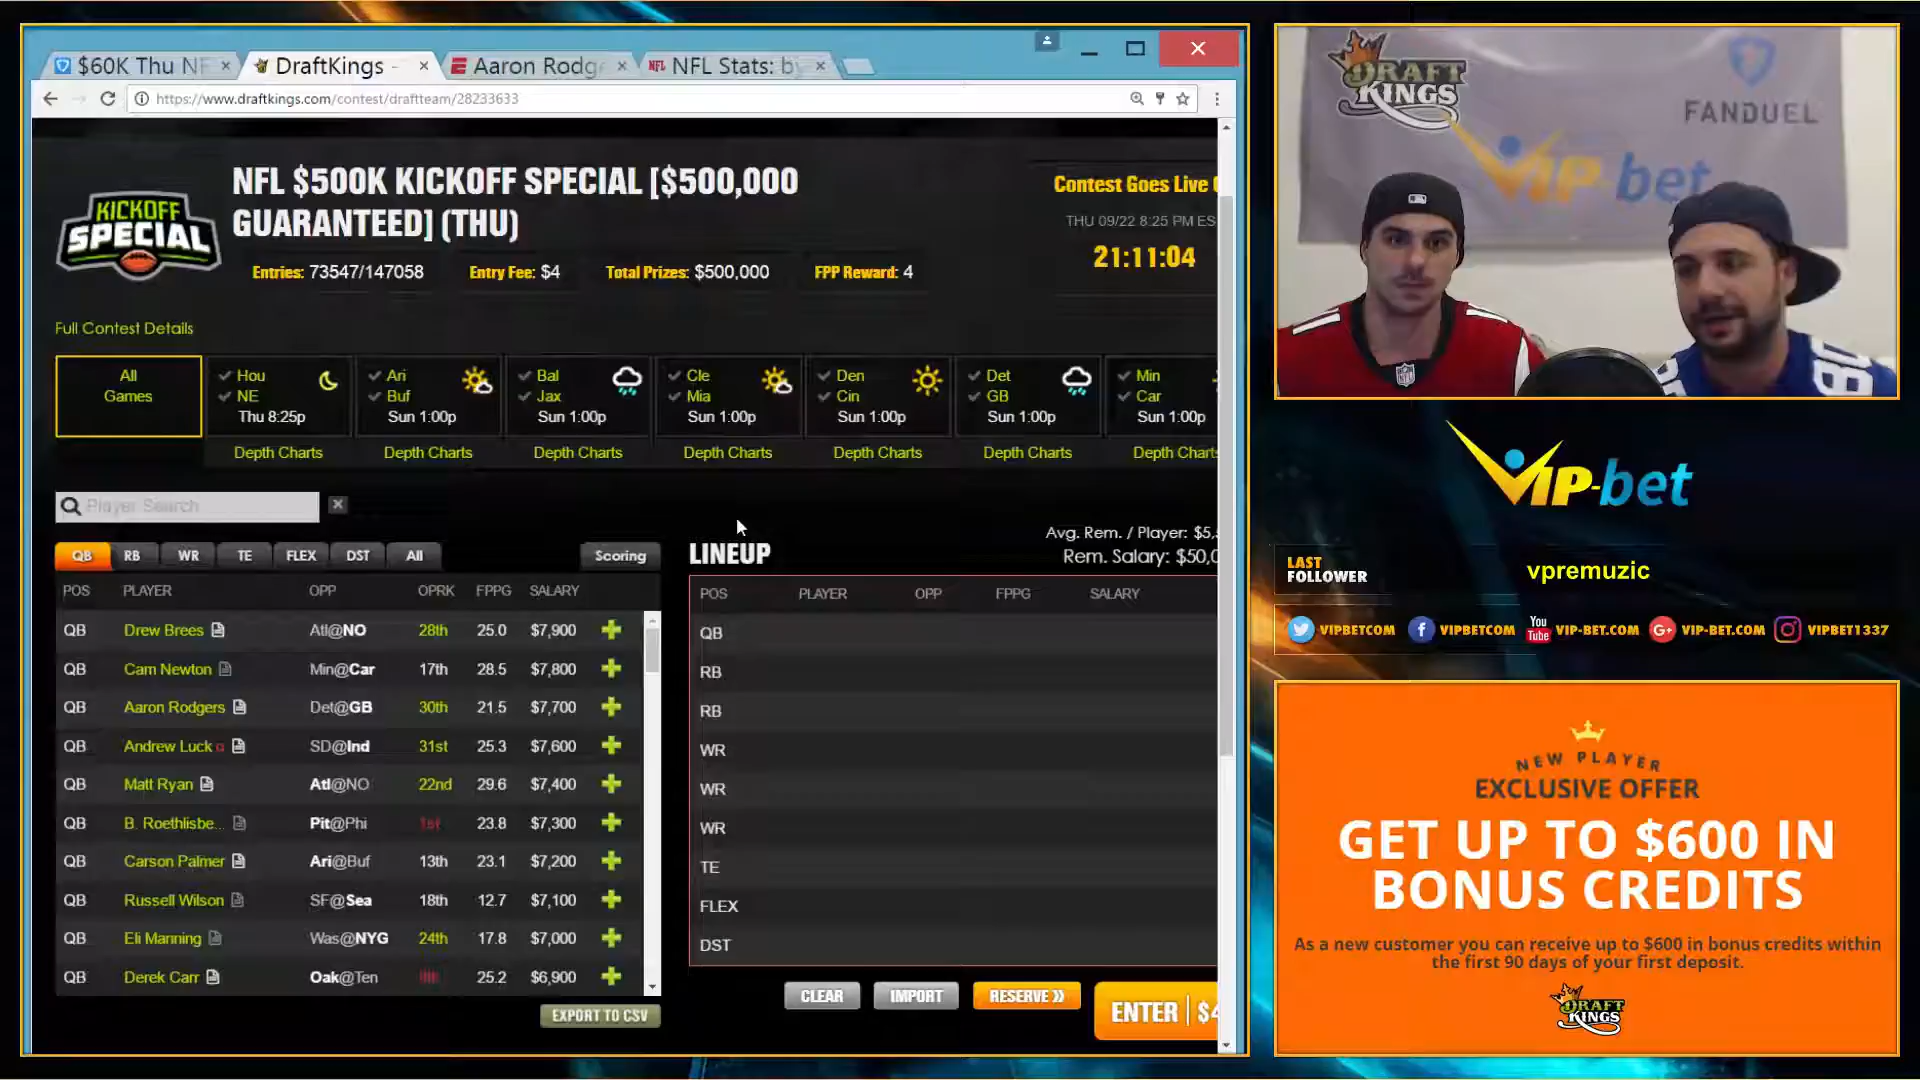 $60K Thu NF
DraftKings -
Aaron Rodg
NFL Stats: by
https://www.draftkings.com/contest/draftteam/28233633
KICKOFF
SPECIAL
NFL $500K KICKOFF SPECIAL [$500,000
GUARANTEED] (THU)
Entries: 73547/147058 Entry Fee: $4 Total Prizes: $500,000 FPP Reward: 4
Contest Goes Live
THU 09/22 8:25 PM ES
21:11:04
Full Contest Details
All
Games
Hou
NE
Thu 8:25p
Depth Charts
Ari
Buf
Sun 1:00p
Depth Charts
Bal
Jax
Sun 1:00p
Depth Charts
Cle
Mia
Sun 1:00p
Depth Charts
Den
Cin
Sun 1:00p
Depth Charts
Det
GB
Sun 1:00p
Depth Charts
Min
Car
Sun 1:00p
Depth Charts
Player Search
QB RB WR TE FLEX DST All Scoring
POS PLAYER OPP OPRK FPPG SALARY
QB Drew Brees Atl@NO 28th 25.0 $7,900
QB Cam Newton Min@Car 17th 28.5 $7,800
QB Aaron Rodgers Det@GB 30th 21.5 $7,700
QB Andrew Luck SD@Ind 31st 25.3 $7,600
QB Matt Ryan Atl@NO 22nd 29.6 $7,400
QB B. Roethlisbe... Pit@Phi 1st 23.8 $7,300
QB Carson Palmer Ari@Buf 13th 23.1 $7,200
QB Russell Wilson SF@Sea 18th 12.7 $7,100
QB Eli Manning Was@NYG 24th 17.8 $7,000
QB Derek Carr Oak@Ten 25.2 $6,900
EXPORT TO CSV
Avg. Rem. / Player: $5,
LINEUP
Rem. Salary: $50,0
POS PLAYER OPP FPPG SALARY
QB
RB
RB
WR
WR
WR
TE
FLEX
DST
CLEAR IMPORT RESERVE ENTER $4
DRAFT
KINGS
FANDUEL
VIP-bet
80
VIP-bet
LAST
FOLLOWER
vpremuzic
VIPBETCOM VIPBETCOM You Tube VIP-BET.COM G+ VIP-BET.COM VIPBET1337
NEW PLAYER
EXCLUSIVE OFFER
GET UP TO $600 IN
BONUS CREDITS
As a new customer you can receive up to $600 in bonus credits within
the first 90 days of your first deposit.
DRAFT
KINGS